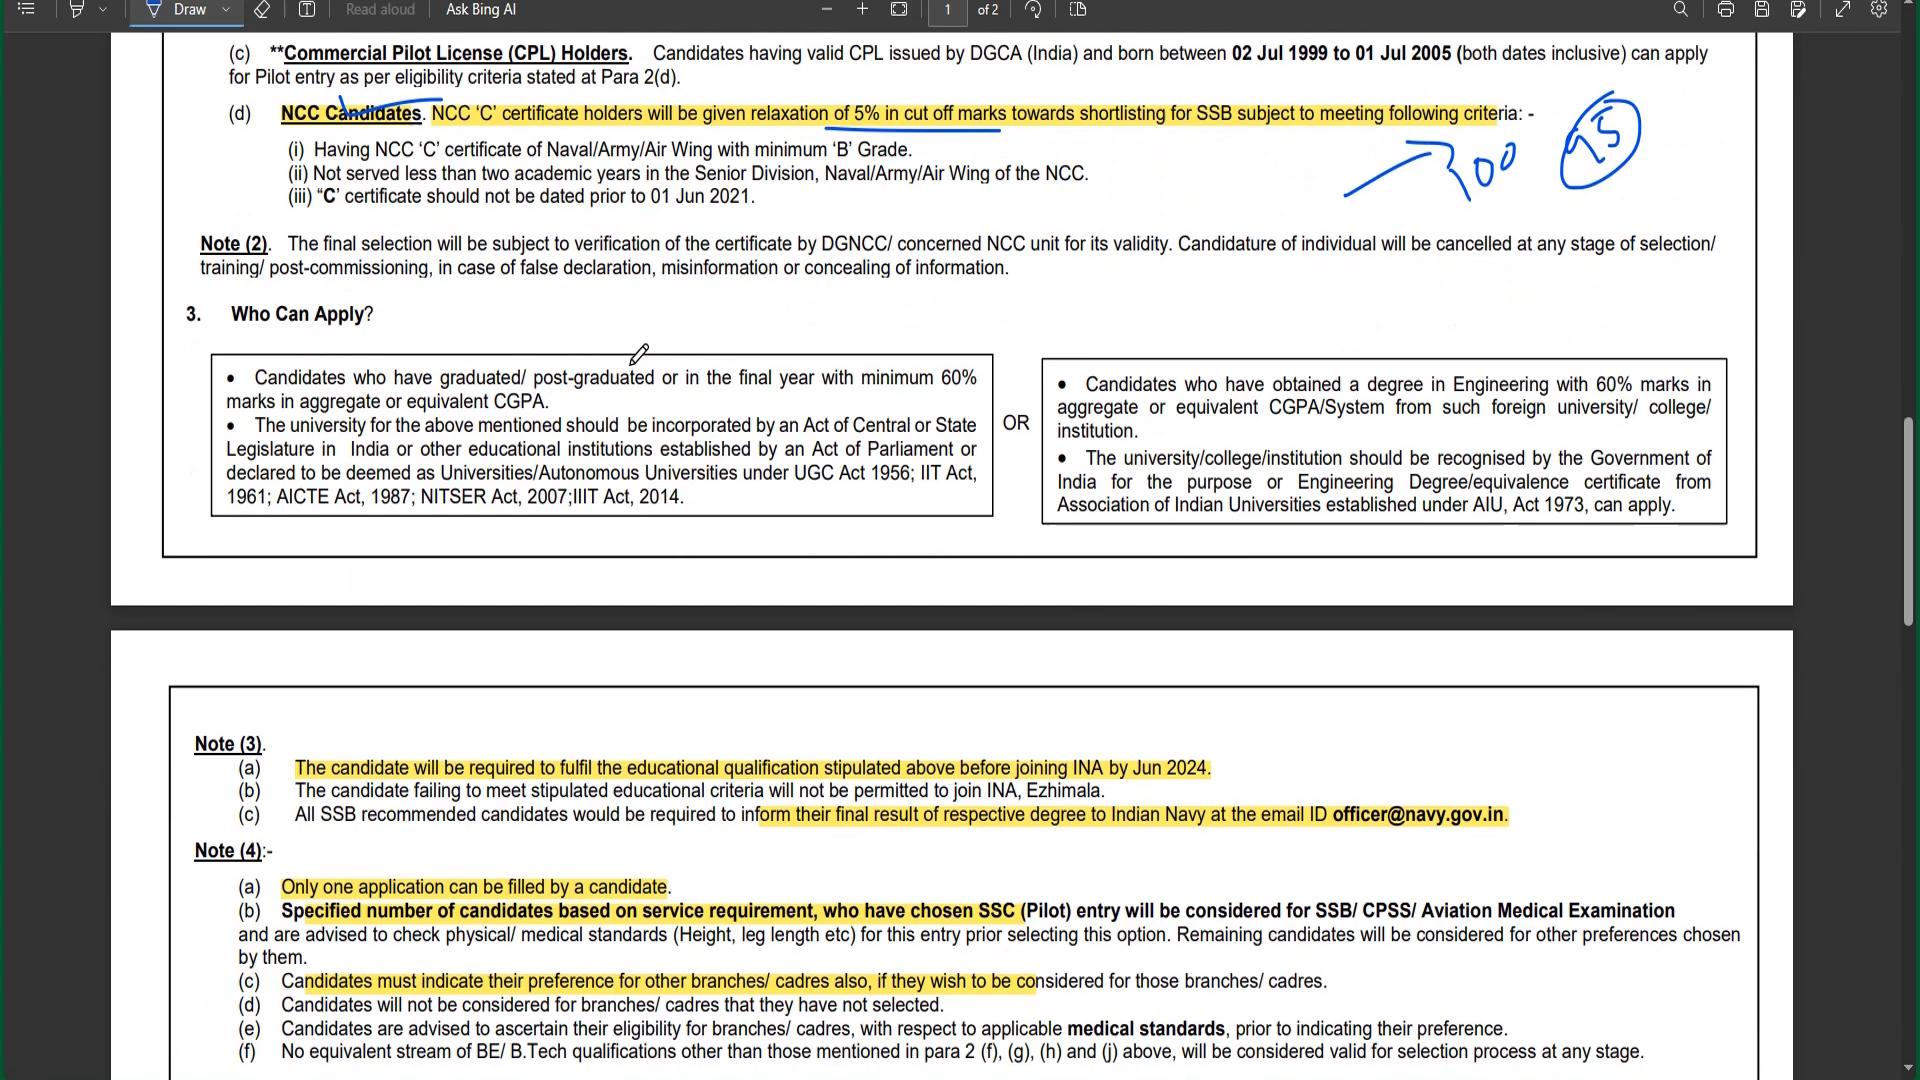 Draw
Read aloud
Ask Bing AI
1 of 2
(c) **Commercial Pilot License (CPL) Holders. Candidates having valid CPL issued by DGCA (India) and born between 02 Jul 1999 to 01 Jul 2005 (both dates inclusive) can apply
for Pilot entry as per eligibility criteria stated at Para 2(d).
(d) NCC Candidates. NCC ‘C’ certificate holders will be given relaxation of 5% in cut off marks towards shortlisting for SSB subject to meeting following criteria: -
(i) Having NCC ‘C’ certificate of Naval/Army/Air Wing with minimum ‘B’ Grade.
(ii) Not served less than two academic years in the Senior Division, Naval/Army/Air Wing of the NCC.
(iii) “C’ certificate should not be dated prior to 01 Jun 2021.
95
Note (2). The final selection will be subject to verification of the certificate by DGNCC/ concerned NCC unit for its validity. Candidature of individual will be cancelled at any stage of selection/
training/ post-commissioning, in case of false declaration, misinformation or concealing of information.
3. Who Can Apply?
• Candidates who have graduated/ post-graduated or in the final year with minimum 60%
marks in aggregate or equivalent CGPA.
• The university for the above mentioned should be incorporated by an Act of Central or State
Legislature in India or other educational institutions established by an Act of Parliament or
declared to be deemed as Universities/Autonomous Universities under UGC Act 1956; IIT Act,
1961; AICTE Act, 1987; NITSER Act, 2007;IIIT Act, 2014.
OR
• Candidates who have obtained a degree in Engineering with 60% marks in
aggregate or equivalent CGPA/System from such foreign university/ college/
institution.
• The university/college/institution should be recognised by the Government of
India for the purpose or Engineering Degree/equivalence certificate from
Association of Indian Universities established under AIU, Act 1973, can apply.
Note (3).
(a) The candidate will be required to fulfil the educational qualification stipulated above before joining INA by Jun 2024.
(b) The candidate failing to meet stipulated educational criteria will not be permitted to join INA, Ezhimala.
(c) All SSB recommended candidates would be required to inform their final result of respective degree to Indian Navy at the email ID officer@navy.gov.in.
Note (4):-
(a) Only one application can be filled by a candidate.
(b) Specified number of candidates based on service requirement, who have chosen SSC (Pilot) entry will be considered for SSB/ CPSS/ Aviation Medical Examination
and are advised to check physical/ medical standards (Height, leg length etc) for this entry prior selecting this option. Remaining candidates will be considered for other preferences chosen
by them.
(c) Candidates must indicate their preference for other branches/ cadres also, if they wish to be considered for those branches/ cadres.
(d) Candidates will not be considered for branches/ cadres that they have not selected.
(e) Candidates are advised to ascertain their eligibility for branches/ cadres, with respect to applicable medical standards, prior to indicating their preference.
(f) No equivalent stream of BE/ B.Tech qualifications other than those mentioned in para 2 (f), (g), (h) and (j) above, will be considered valid for selection process at any stage.